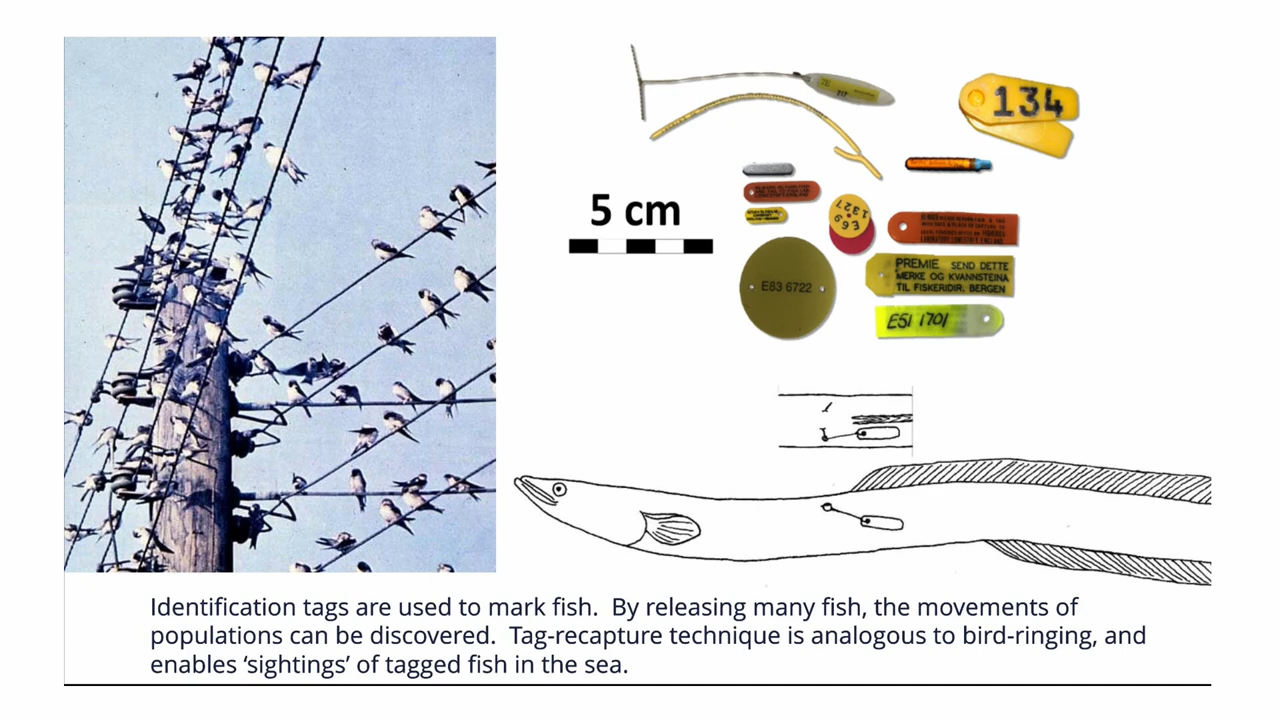 134
5 cm
E69
1327
E83 6722
PREMIE SEND DETTE
MERKE OG KVANNSTEINA
TIL FISKERIDIR. BERGEN
E51 1701
Identification tags are used to mark fish. By releasing many fish, the movements of
populations can be discovered. Tag-recapture technique is analogous to bird-ringing, and
enables ‘sightings’ of tagged fish in the sea.